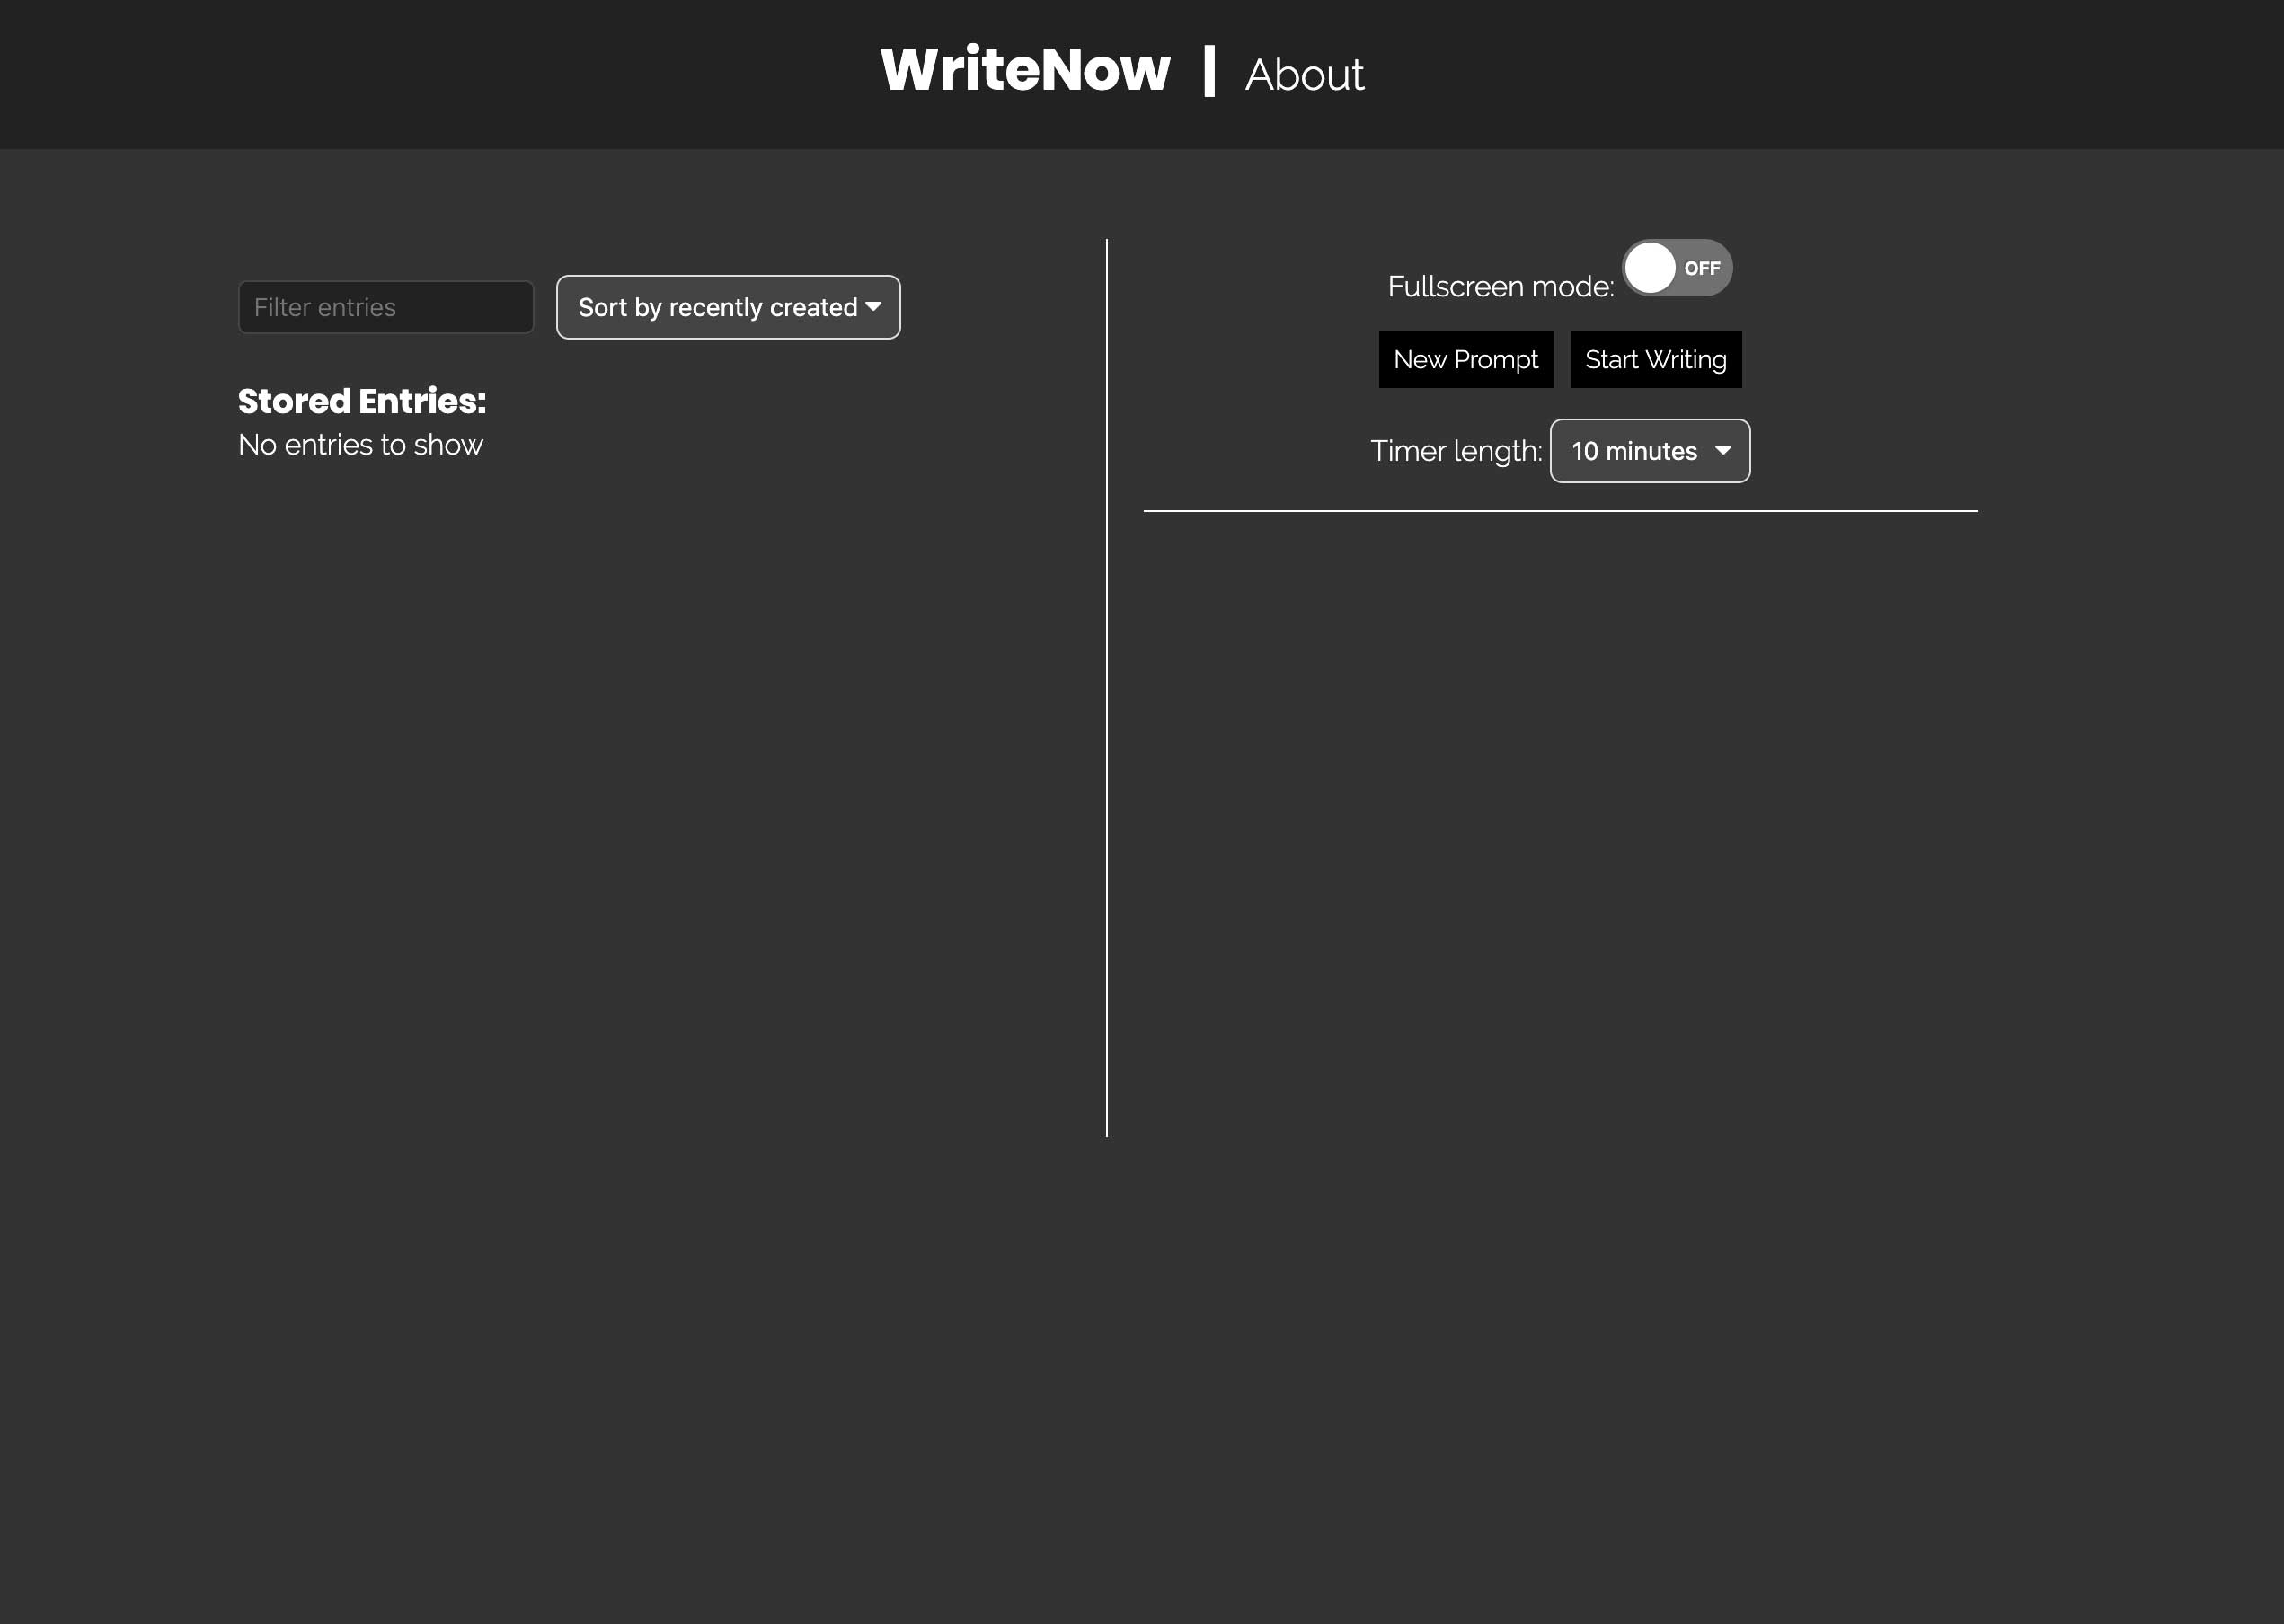 WriteNow | About
Filter entries
Sort by recently created
Stored Entries:
No entries to show
Fullscreen mode: OFF
New Prompt
Start Writing
Timer length: 10 minutes